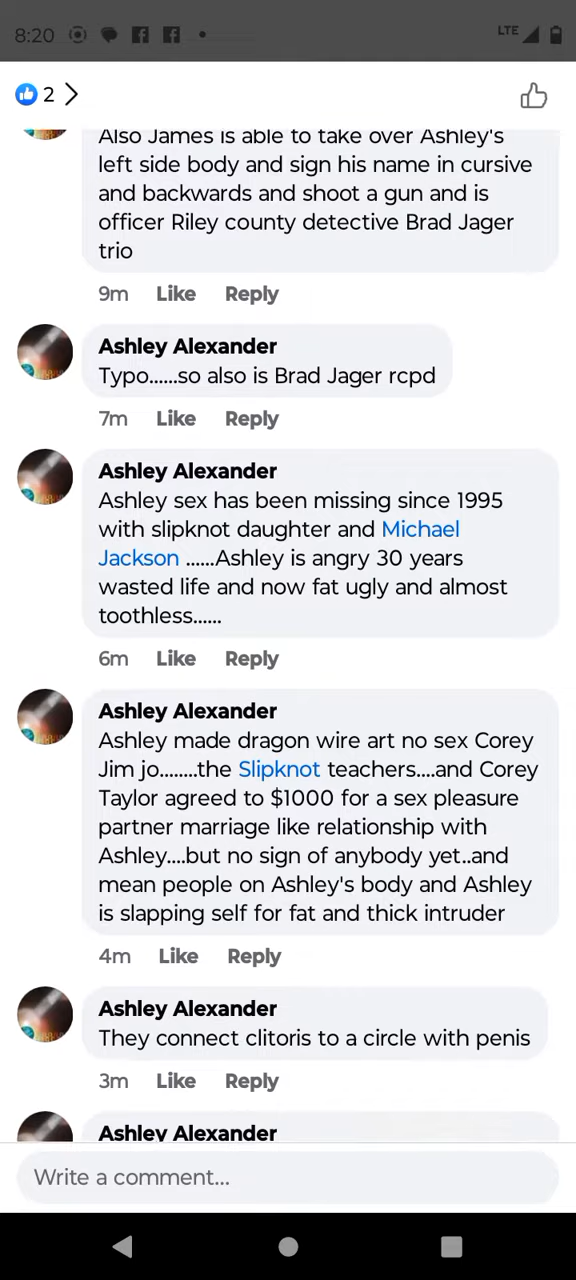 8:20
LTE
2
Also James is able to take over Ashley's
left side body and sign his name in cursive
and backwards and shoot a gun and is
officer Riley county detective Brad Jager
trio
9m Like Reply
Ashley Alexander
Typo......so also is Brad Jager rcpd
7m Like Reply
Ashley Alexander
Ashley sex has been missing since 1995
with slipknot daughter and Michael
Jackson ......Ashley is angry 30 years
wasted life and now fat ugly and almost
toothless......
6m Like Reply
Ashley Alexander
Ashley made dragon wire art no sex Corey
Jim jo........the Slipknot teachers....and Corey
Taylor agreed to $1000 for a sex pleasure
partner marriage like relationship with
Ashley....but no sign of anybody yet..and
mean people on Ashley's body and Ashley
is slapping self for fat and thick intruder
4m Like Reply
Ashley Alexander
They connect clitoris to a circle with penis
3m Like Reply
Ashley Alexander
Write a comment...